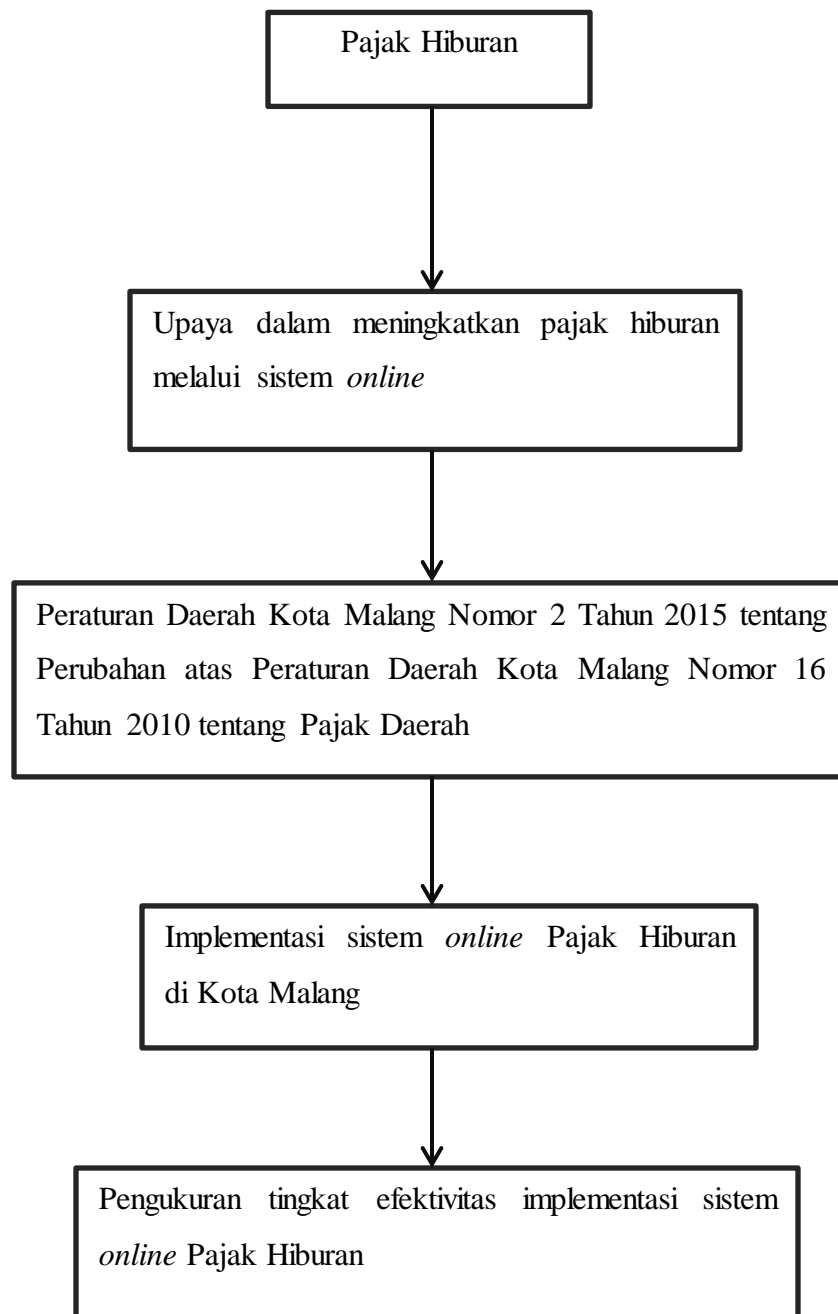 Pajak Hiburan
Upaya dalam meningkatkan pajak hiburan
melalui sistem online
Peraturan Daerah Kota Malang Nomor 2 Tahun 2015 tentang
Perubahan atas Peraturan Daerah Kota Malang Nomor 16
Tahun 2010 tentang Pajak Daerah
Implementasi sistem online Pajak Hiburan
di Kota Malang
Pengukuran tingkat efektivitas implementasi sistem
online Pajak Hiburan